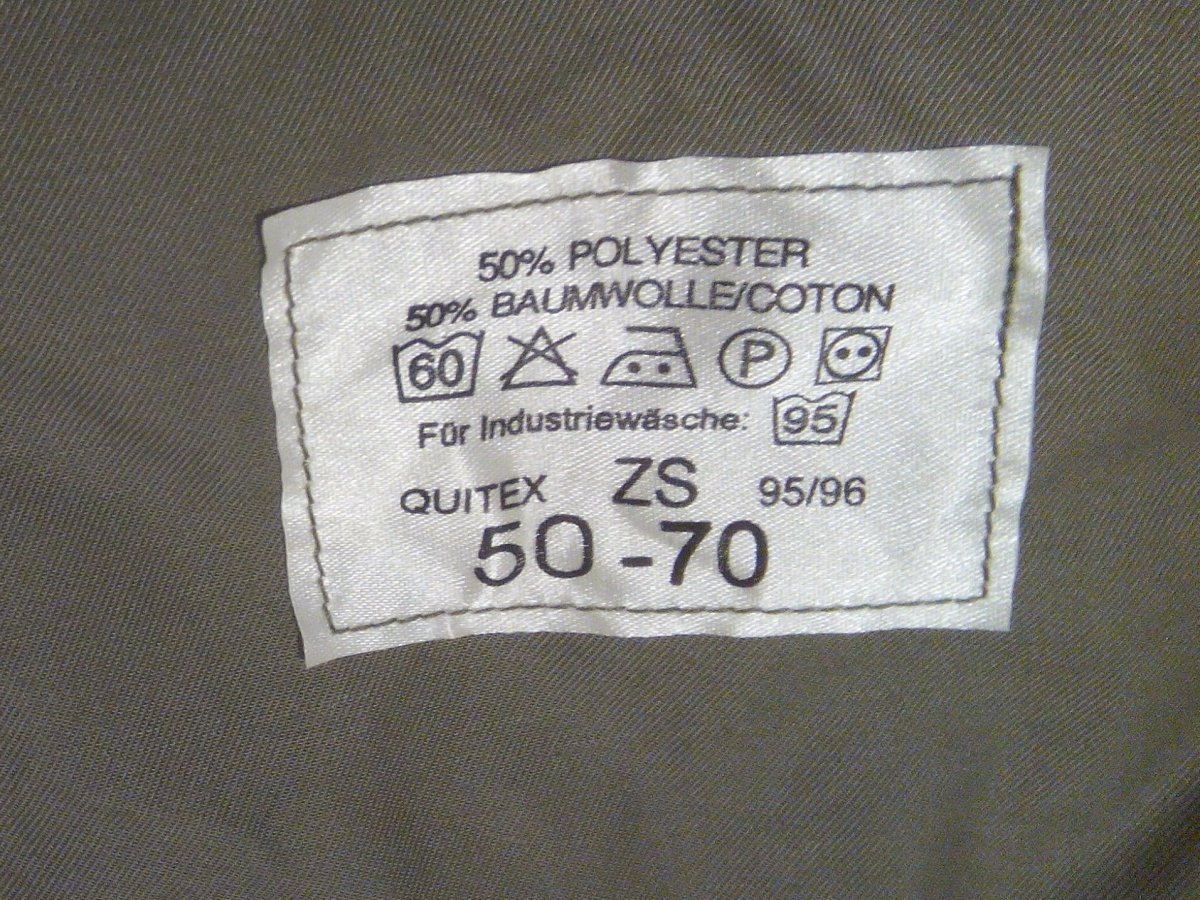 50% POLYESTER
50% BAUMWOLLE/COTON
60 P
Für Industriewäsche: 95
QUITEX ZS 95/96
50-70